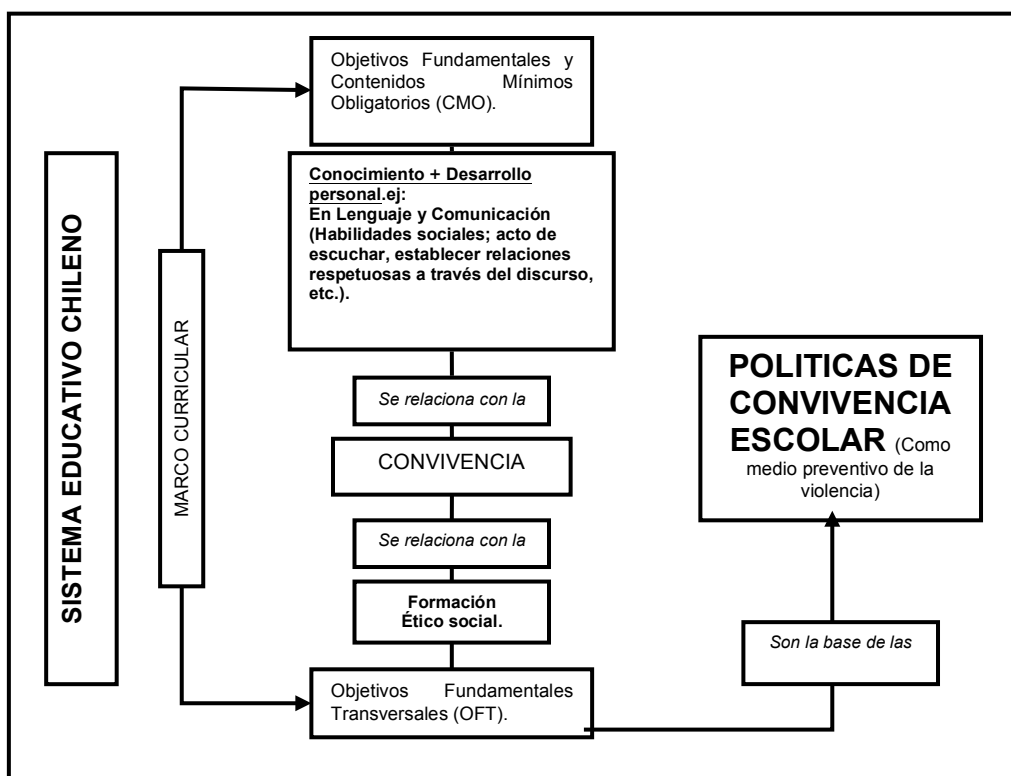 SISTEMA EDUCATIVO CHILENO
MARCO CURRICULAR
Objetivos Fundamentales y
Contenidos Mínimos
Obligatorios (CMO).
Conocimiento + Desarrollo
personal.ej:
En Lenguaje y Comunicación
(Habilidades sociales; acto de
escuchar, establecer relaciones
respetuosas a través del discurso,
etc.).
Se relaciona con la
CONVIVENCIA
Se relaciona con la
Formación
Ético social.
Objetivos Fundamentales
Transversales (OFT).
Son la base de las
POLITICAS DE
CONVIVENCIA
ESCOLAR (Como
medio preventivo de la
violencia)